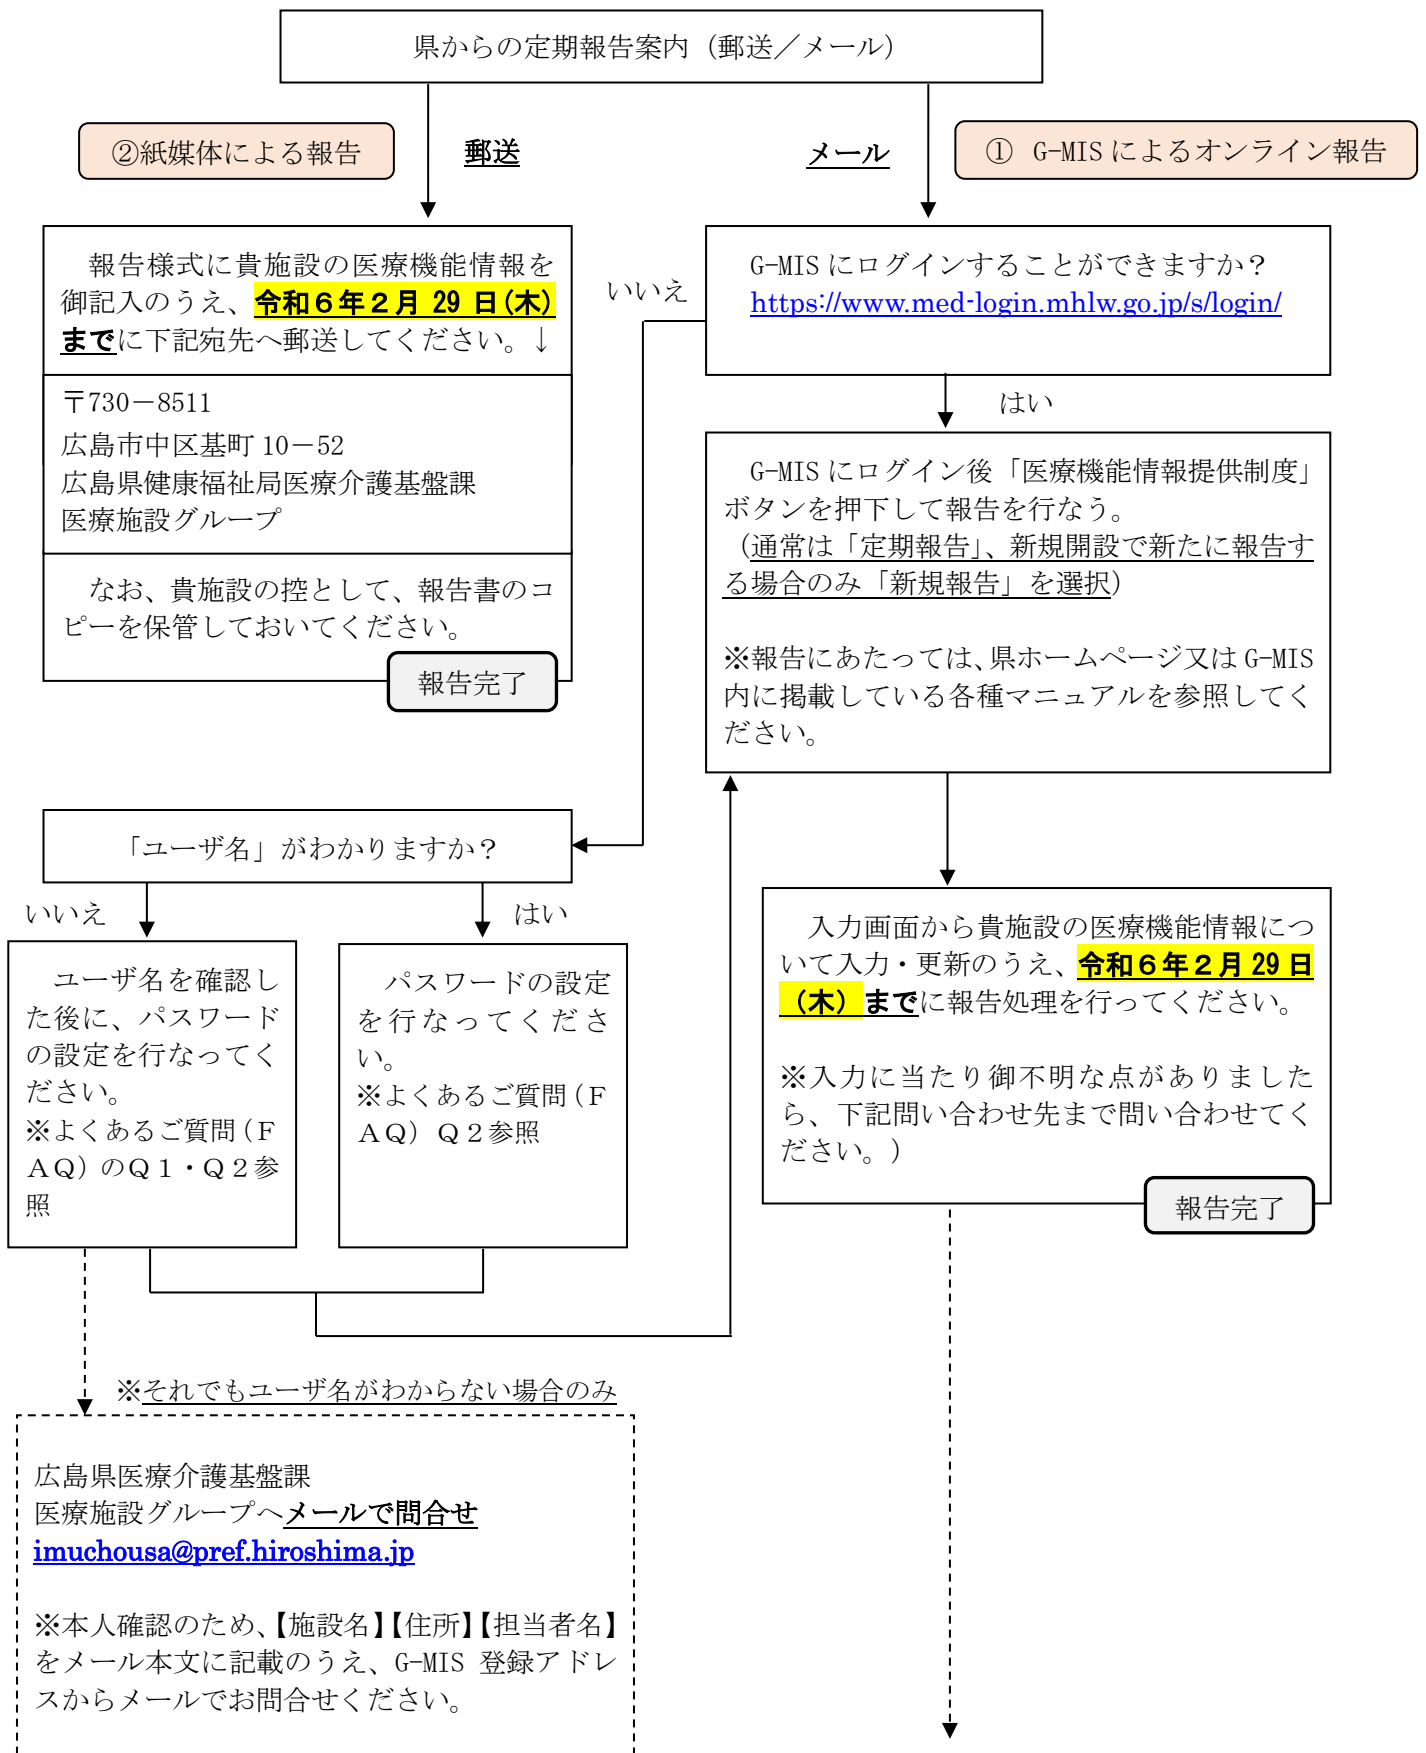 県からの定期報告案内（郵送／メール）
②紙媒体による報告
郵送
メール
① G-MISによるオンライン報告
報告様式に貴施設の医療機能情報を
御記入のうえ、令和６年２月 29 日(木)
までに下記宛先へ郵送してください。↓
〒730－8511
広島市中区基町 10－52
広島県健康福祉局医療介護基盤課
医療施設グループ
なお、貴施設の控として、報告書のコ
ピーを保管しておいてください。
報告完了
いいえ
G-MIS にログインすることができますか？
https://www.med-login.mhlw.go.jp/s/login/
はい
G-MIS にログイン後「医療機能情報提供制度」
ボタンを押下して報告を行なう。
（通常は「定期報告」、新規開設で新たに報告す
る場合のみ「新規報告」を選択）
※報告にあたっては、県ホームページ又は G-MIS
内に掲載している各種マニュアルを参照してく
ださい。
「ユーザ名」がわかりますか？
いいえ
はい
ユーザ名を確認し
た後に、パスワード
の設定を行なってく
ださい。
※よくあるご質問（Ｆ
ＡＱ）のＱ１・Ｑ２参
照
パスワードの設定
を行なってくださ
い。
※よくあるご質問（Ｆ
ＡＱ）Ｑ２参照
入力画面から貴施設の医療機能情報につ
いて入力・更新のうえ、令和６年２月 29 日
（木）までに報告処理を行ってください。
※入力に当たり御不明な点がありました
ら、下記問い合わせ先まで問い合わせてく
ださい。）
報告完了
※それでもユーザ名がわからない場合のみ
広島県医療介護基盤課
医療施設グループへメールで問合せ
imuchousa@pref.hiroshima.jp
※本人確認のため、【施設名】【住所】【担当者名】
をメール本文に記載のうえ、G-MIS 登録アドレ
スからメールでお問合せください。